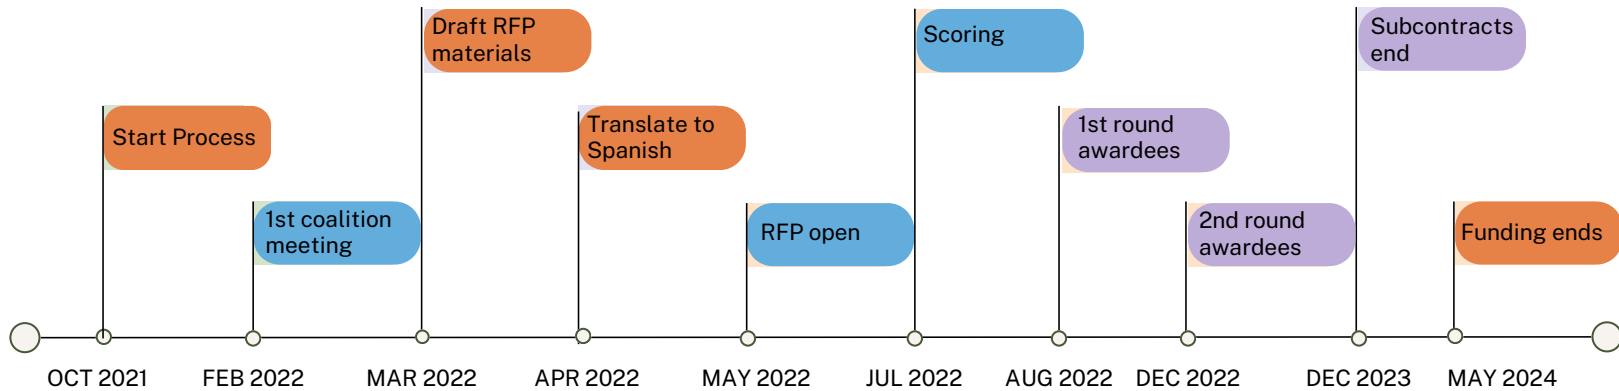 Draft RFP
materials
Scoring
Subcontracts
end
Start Process
Translate to
Spanish
1st round
awardees
1st coalition
meeting
RFP open
2nd round
awardees
Funding ends
OCT 2021
FEB 2022
MAR 2022
APR 2022
MAY 2022
JUL 2022
AUG 2022
DEC 2022
DEC 2023
MAY 2024